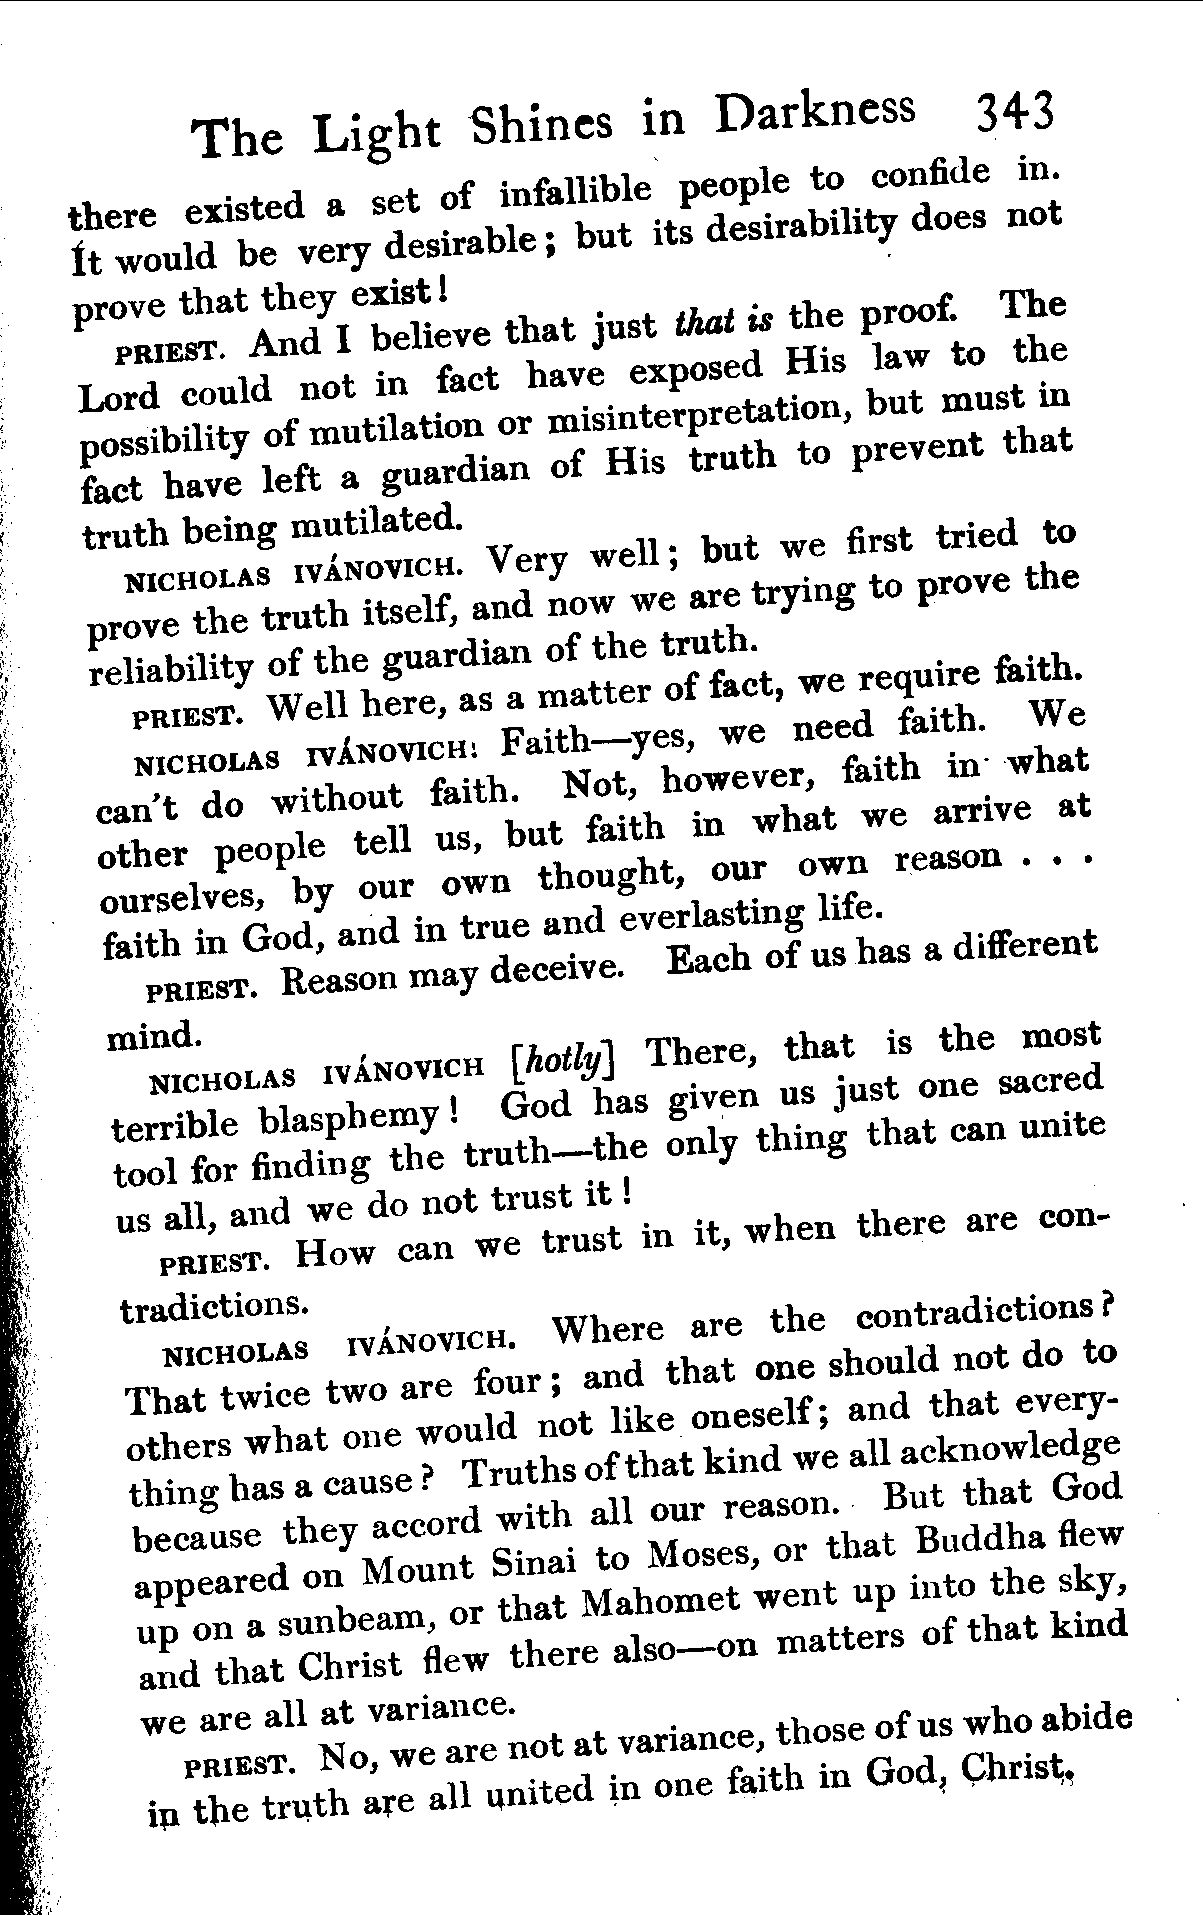 The Light Shines in Darkness 343
there existed a set of infallible people to confide in.
It would be very desirable; but its desirability does not
prove that they exist!
PRIEST. And I believe that just that is the proof. The
Lord could not in fact have exposed His law to the
possibility of mutilation or misinterpretation, but must in
fact have left a guardian of His truth to prevent that
truth being mutilated.
NICHOLAS IVÁNOVICH. Very well; but we first tried to
prove the truth itself, and now we are trying to prove the
reliability of the guardian of the truth.
PRIEST. Well here, as a matter of fact, we require faith.
NICHOLAS IVÁNOVICH: Faith—yes, we need faith. We
can't do without faith. Not, however, faith in what
other people tell us, but faith in what we arrive at
ourselves, by our own thought, our own reason . . .
faith in God, and in true and everlasting life.
PRIEST. Reason may deceive. Each of us has a different
mind.
NICHOLAS IVÁNOVICH [hotly] There, that is the most
terrible blasphemy! God has given us just one sacred
tool for finding the truth—the only thing that can unite
us all, and we do not trust it!
PRIEST. How can we trust in it, when there are con-
tradictions.
NICHOLAS IVÁNOVICH. Where are the contradictions?
That twice two are four; and that one should not do to
others what one would not like oneself; and that every-
thing has a cause? Truths of that kind we all acknowledge
because they accord with all our reason. But that God
appeared on Mount Sinai to Moses, or that Buddha flew
up on a sunbeam, or that Mahomet went up into the sky,
and that Christ flew there also—on matters of that kind
we are all at variance.
PRIEST. No, we are not at variance, those of us who abide
in the truth are all united in one faith in God, Christ.